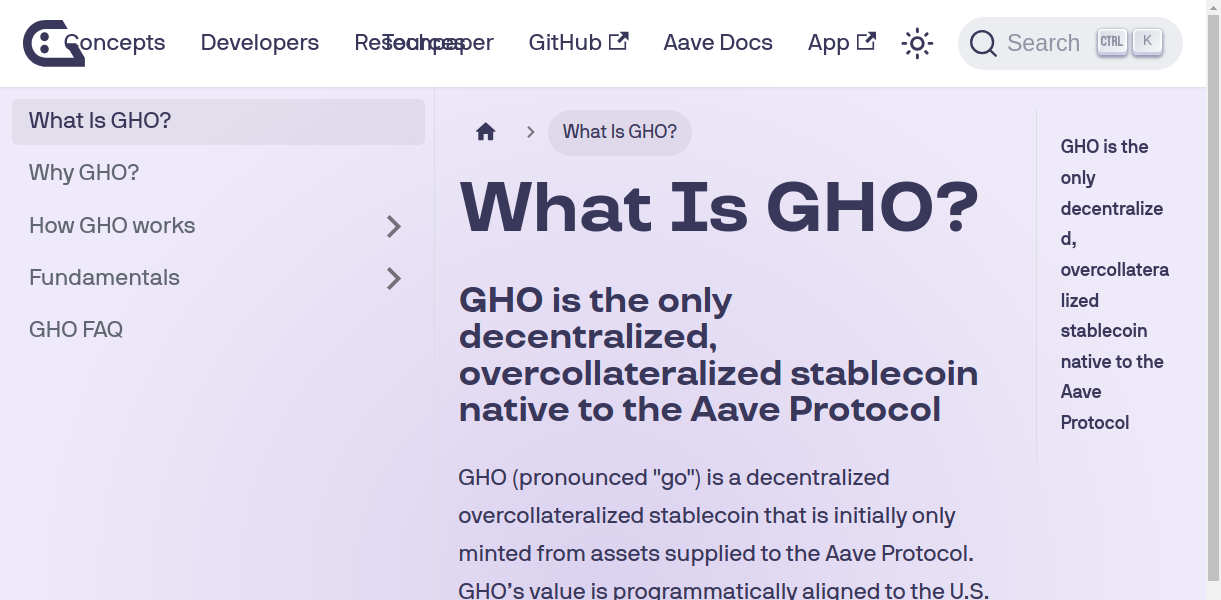 Concepts Developers Resources Techpaper GitHub Aave Docs App Search CTRL K
What Is GHO?
Why GHO?
How GHO works
Fundamentals
GHO FAQ
What Is GHO?
What Is GHO?
GHO is the only
decentralized,
overcollateralized stablecoin
native to the Aave Protocol
GHO (pronounced "go") is a decentralized
overcollateralized stablecoin that is initially only
minted from assets supplied to the Aave Protocol.
GHO’s value is programmatically aligned to the U.S.
GHO is the
only
decentralize
d,
overcollatera
lized
stablecoin
native to the
Aave
Protocol